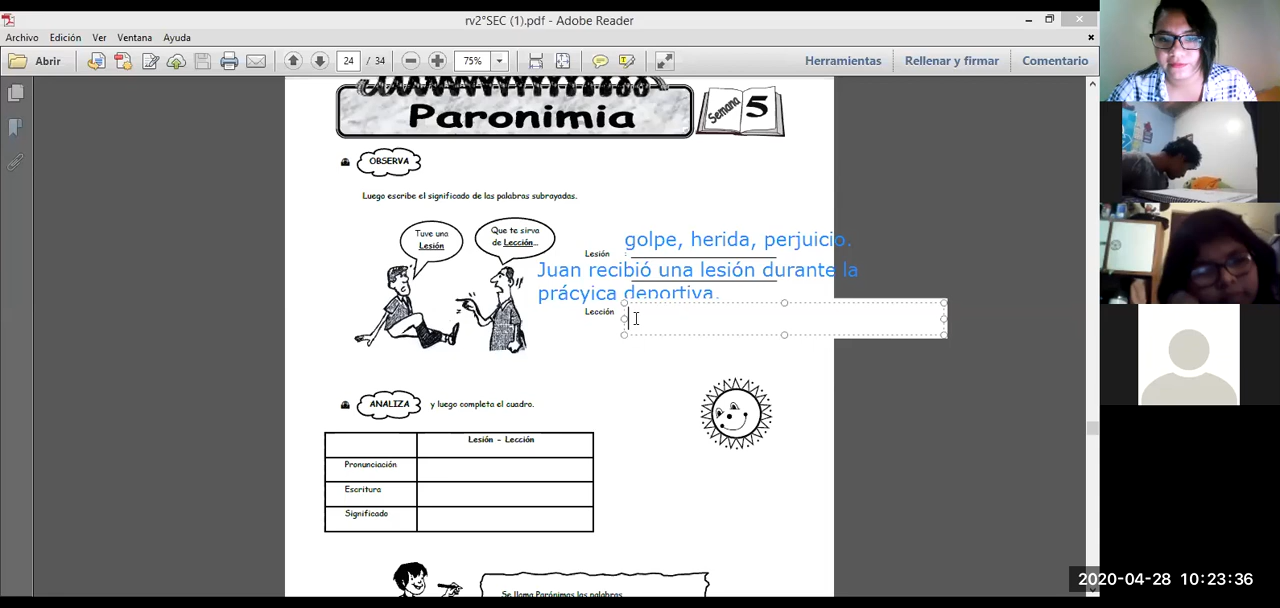 rv2°SEC (1).pdf - Adobe Reader
Archivo Edición Ver Ventana Ayuda
Abrir 24 / 34 75% Herramientas Rellenar y firmar Comentario
Paronimia
Semana 5
OBSERVA
Luego escribe el significado de las palabras subrayadas.
Tuve una
Lesión
Que te sirva
de Lección...
Lesión
golpe, herida, perjuicio.
Juan recibió una lesión durante la
prácyica deportiva.
Lección
ANALIZA y luego completa el cuadro.
Lesión - Lección
Pronunciación
Escritura
Significado
Se llama Parónimas las palabras
2020-04-28 10:23:36